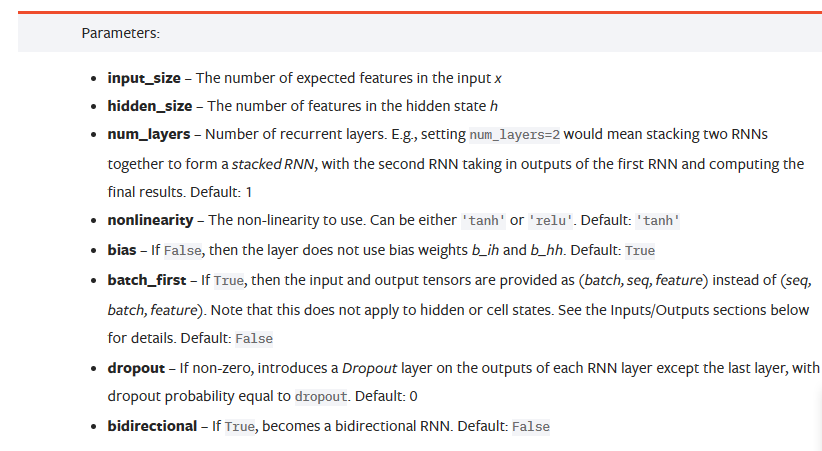 Parameters:
• input_size – The number of expected features in the input x
• hidden_size – The number of features in the hidden state h
• num_layers – Number of recurrent layers. E.g., setting num_layers=2 would mean stacking two RNNs
together to form a stacked RNN, with the second RNN taking in outputs of the first RNN and computing the
final results. Default: 1
• nonlinearity – The non-linearity to use. Can be either 'tanh' or 'relu'. Default: 'tanh'
• bias – If False, then the layer does not use bias weights b_ih and b_hh. Default: True
• batch_first – If True, then the input and output tensors are provided as (batch, seq, feature) instead of (seq,
batch, feature). Note that this does not apply to hidden or cell states. See the Inputs/Outputs sections below
for details. Default: False
• dropout – If non-zero, introduces a Dropout layer on the outputs of each RNN layer except the last layer, with
dropout probability equal to dropout. Default: 0
• bidirectional – If True, becomes a bidirectional RNN. Default: False